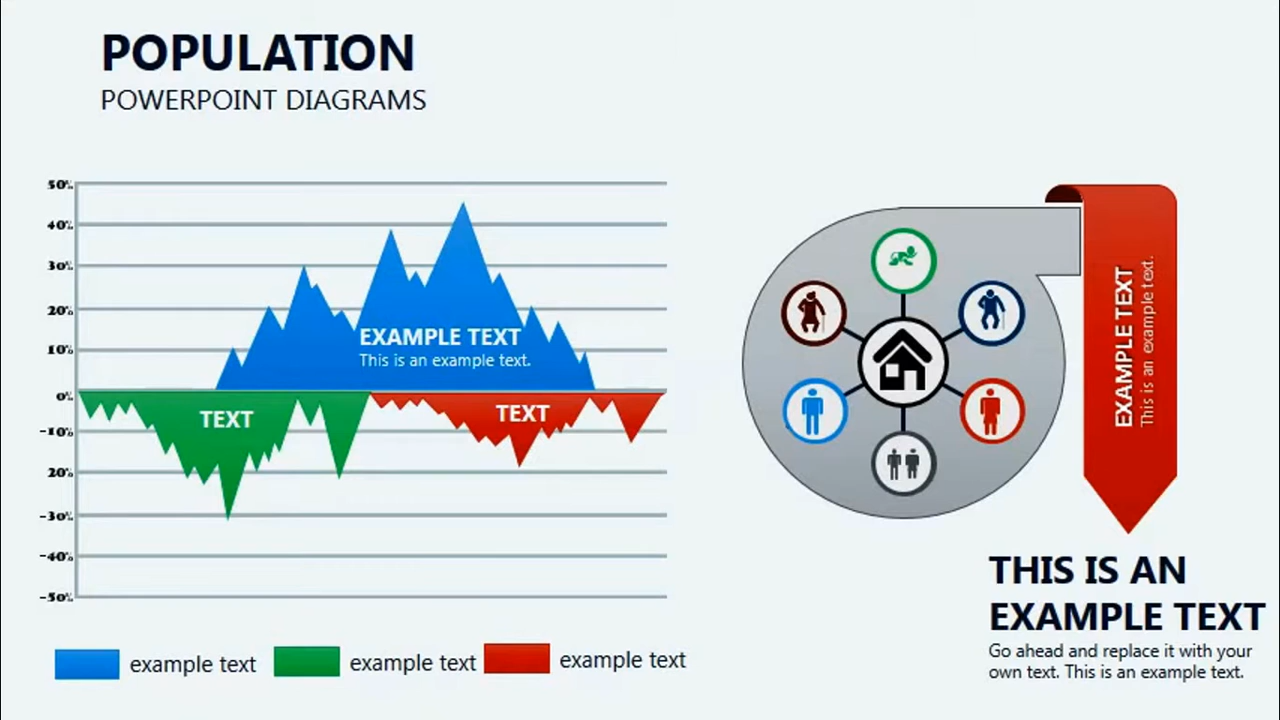 POPULATION
POWERPOINT DIAGRAMS
50%
40%
30%
20%
10%
0%
-10%
20%
-30%
-40%
-50%
EXAMPLE TEXT
This is an example text.
TEXT
TEXT
example text
example text
example text
EXAMPLE TEXT
This is an example text.
THIS IS AN
EXAMPLE TEXT
Go ahead and replace it with your
own text. This is an example text.